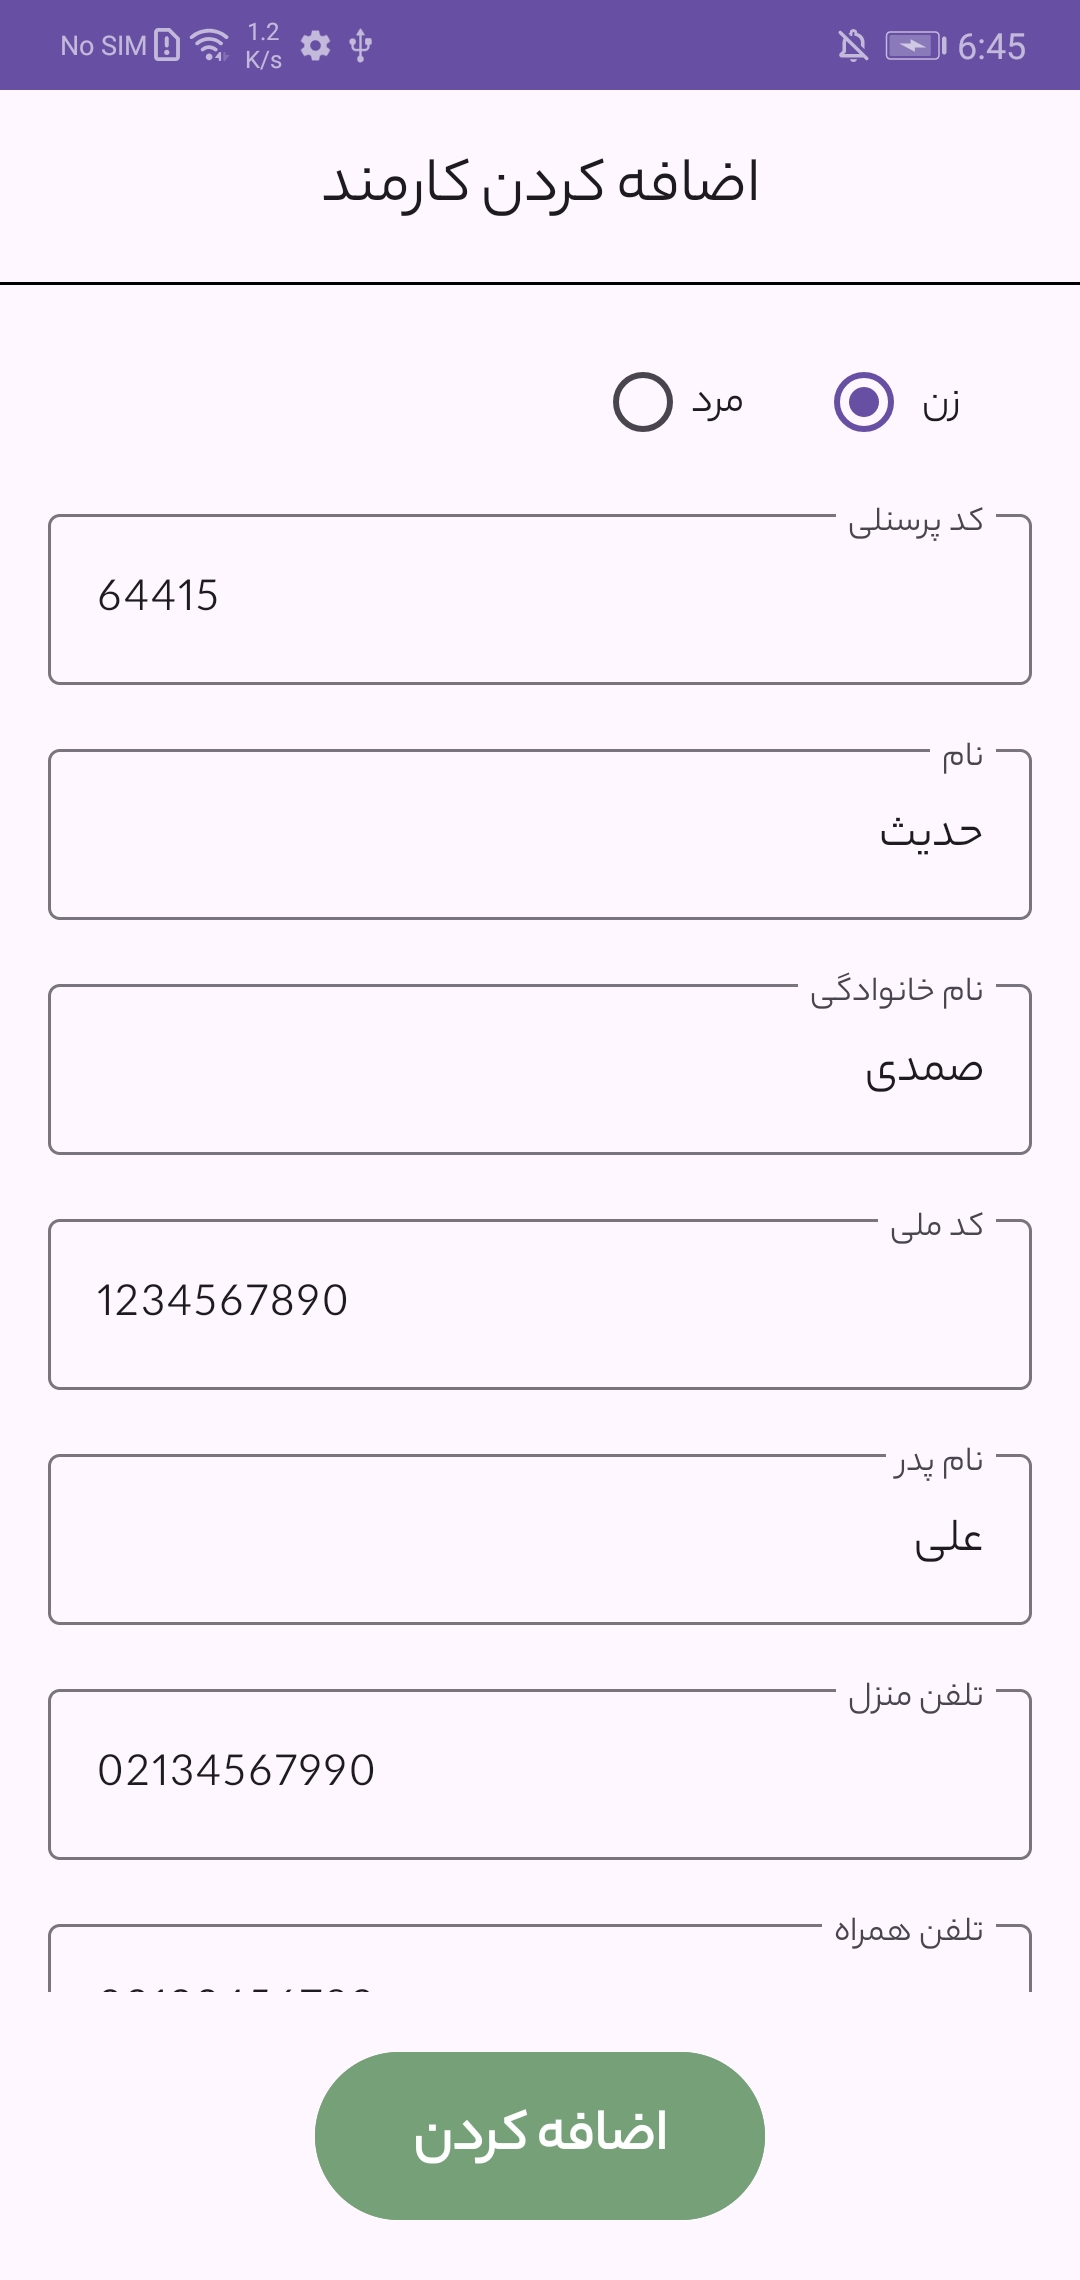 No SIM 1.2 K/s 6:45
اضافه کردن کارمند
زن مرد
کد پرسنلی
64415
نام
حدیث
نام خانوادگی
صمدی
کد ملی
1234567890
نام پدر
علی
تلفن منزل
02134567990
تلفن همراه
اضافه کردن